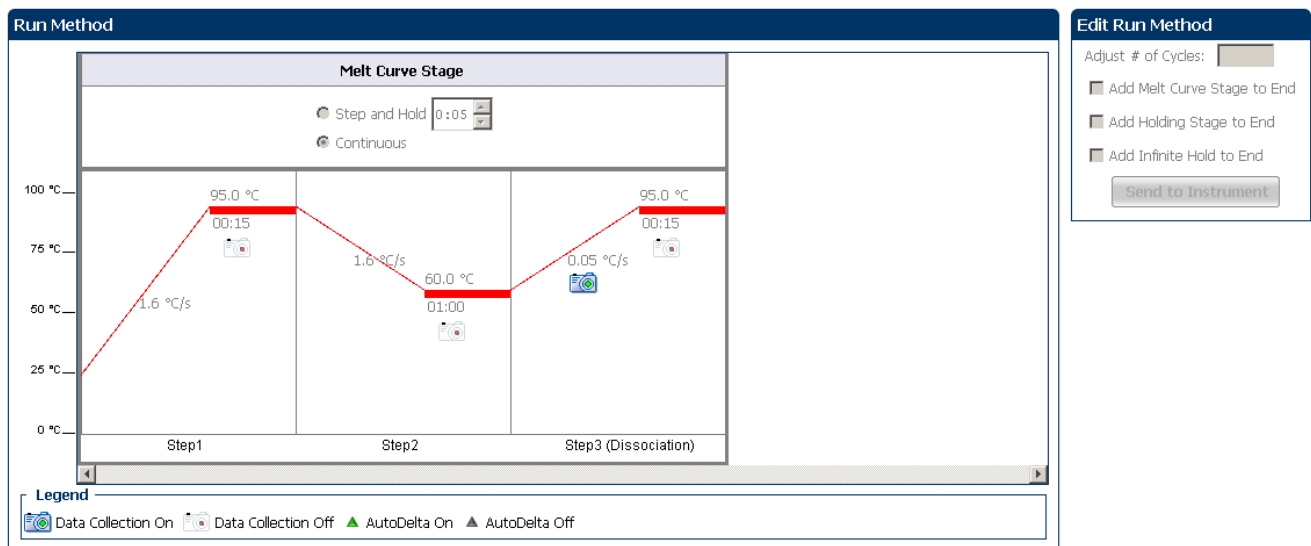 Run Method
Melt Curve Stage
Step and Hold 0:05
Continuous
100 °C
75 °C
50 °C
25 °C
0 °C
95.0 °C
00:15
1.6 °C/s
1.6 °C/s
60.0 °C
01:00
0.05 °C/s
95.0 °C
00:15
Step1 Step2 Step3 (Dissociation)
Legend
Data Collection On Data Collection Off AutoDelta On AutoDelta Off
Edit Run Method
Adjust # of Cycles:
Add Melt Curve Stage to End
Add Holding Stage to End
Add Infinite Hold to End
Send to Instrument